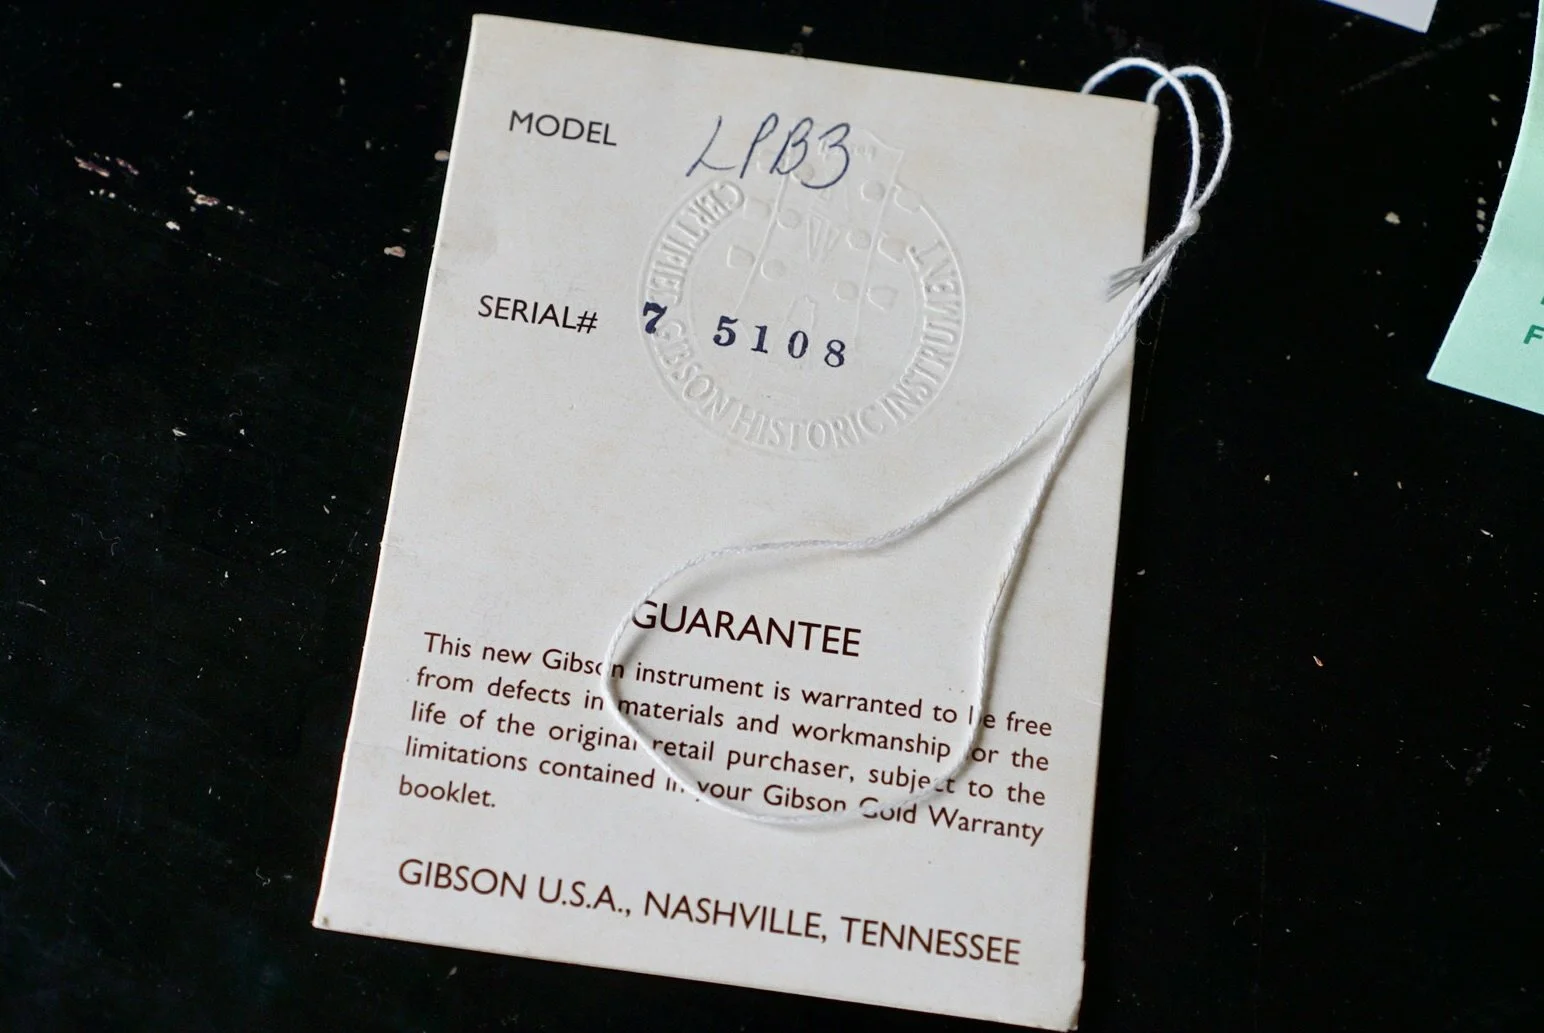 MODEL LPB3
CERTIFIED GIBSON HISTORIC INSTRUMENT
SERIAL# 7 5108
GUARANTEE
This new Gibson instrument is warranted to be free
from defects in materials and workmanship for the
life of the original retail purchaser, subject to the
limitations contained in your Gibson Gold Warranty
booklet.
GIBSON U.S.A., NASHVILLE, TENNESSEE
F